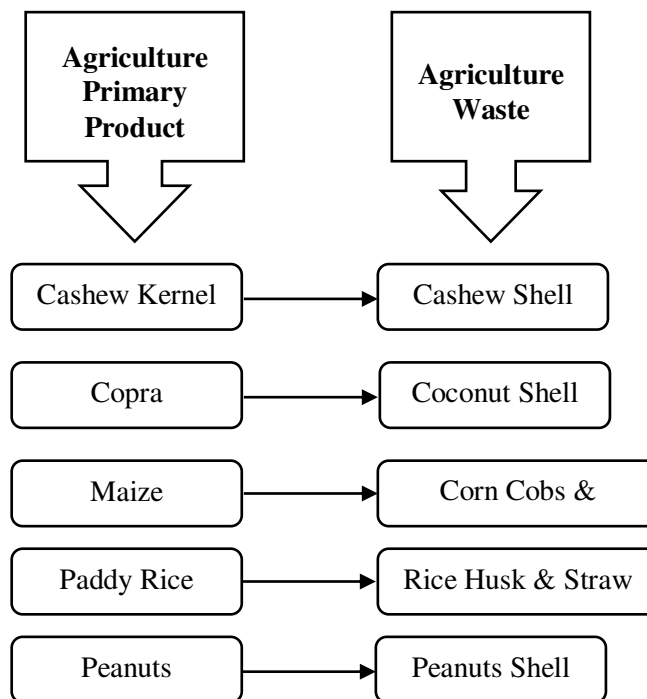 Agriculture
Primary
Product
Agriculture
Waste
Cashew Kernel
Cashew Shell
Copra
Coconut Shell
Maize
Corn Cobs &
Paddy Rice
Rice Husk & Straw
Peanuts
Peanuts Shell